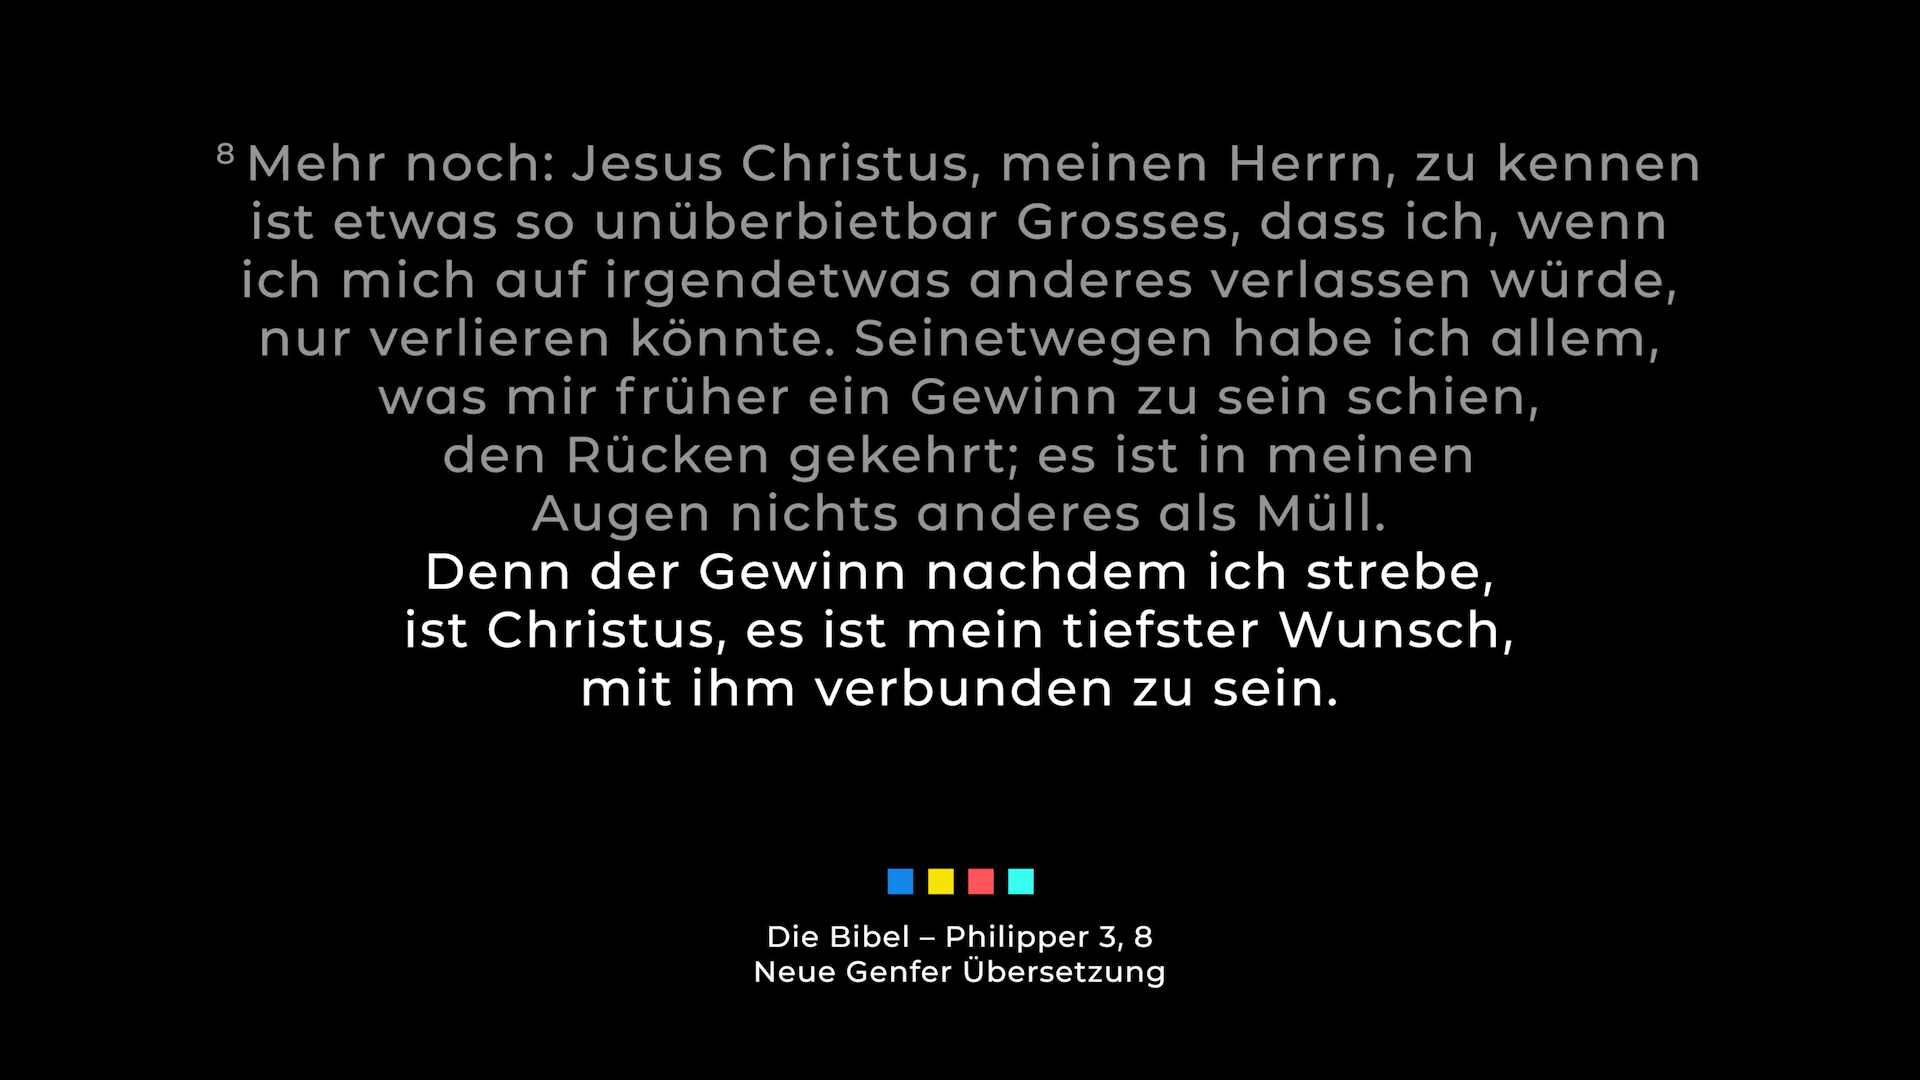 8 Mehr noch: Jesus Christus, meinen Herrn, zu kennen
ist etwas so unüberbietbar Grosses, dass ich, wenn
ich mich auf irgendetwas anderes verlassen würde,
nur verlieren könnte. Seinetwegen habe ich allem,
was mir früher ein Gewinn zu sein schien,
den Rücken gekehrt; es ist in meinen
Augen nichts anderes als Müll.
Denn der Gewinn nachdem ich strebe,
ist Christus, es ist mein tiefster Wunsch,
mit ihm verbunden zu sein.
Die Bibel – Philipper 3, 8
Neue Genfer Übersetzung